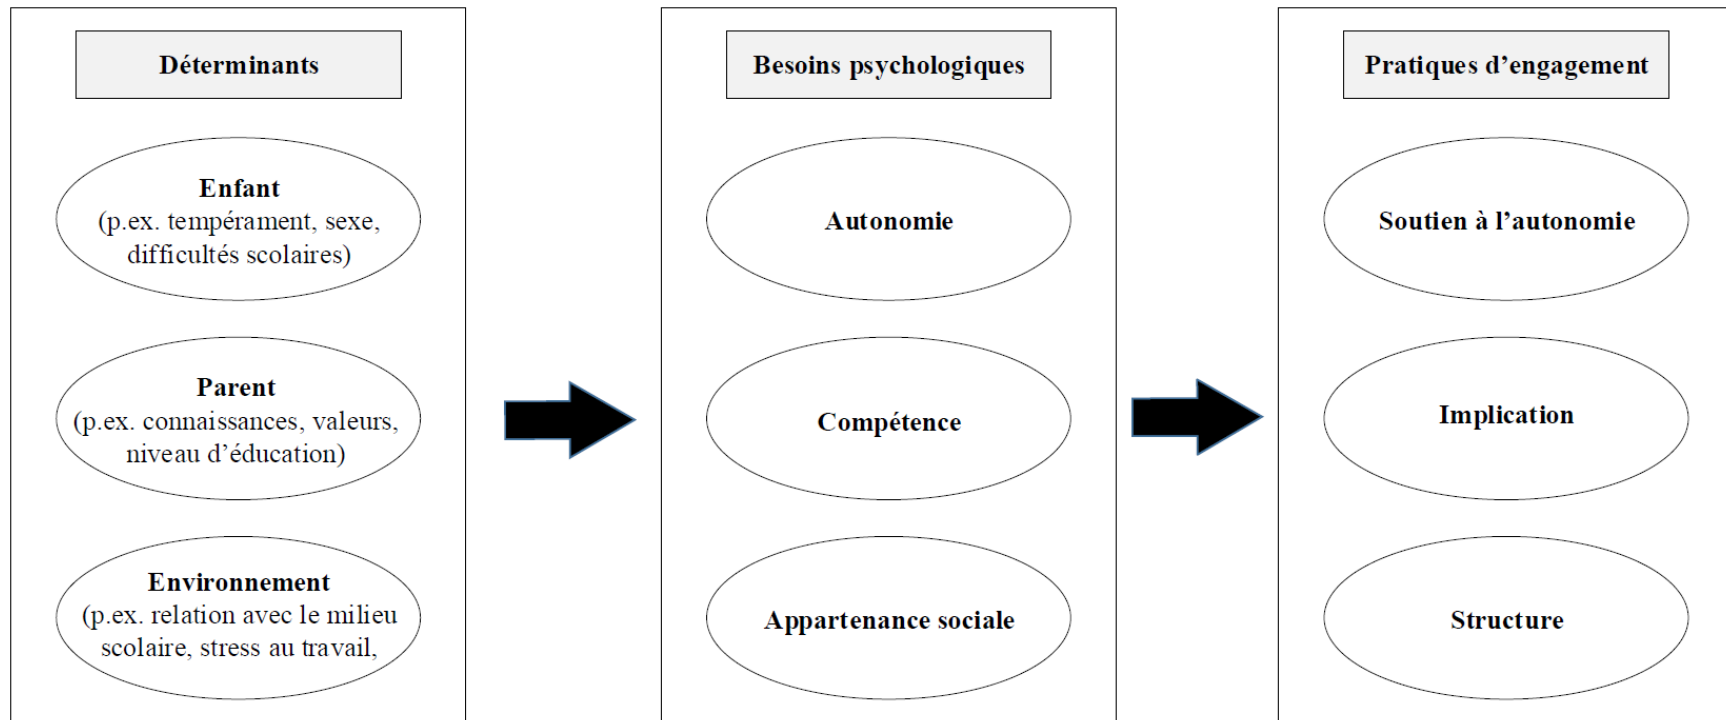 Déterminants
Enfant
(p.ex. tempérament, sexe,
difficultés scolaires)
Parent
(p.ex. connaissances, valeurs,
niveau d’éducation)
Environnement
(p.ex. relation avec le milieu
scolaire, stress au travail,
Besoins psychologiques
Autonomie
Compétence
Appartenance sociale
Pratiques d’engagement
Soutien à l’autonomie
Implication
Structure